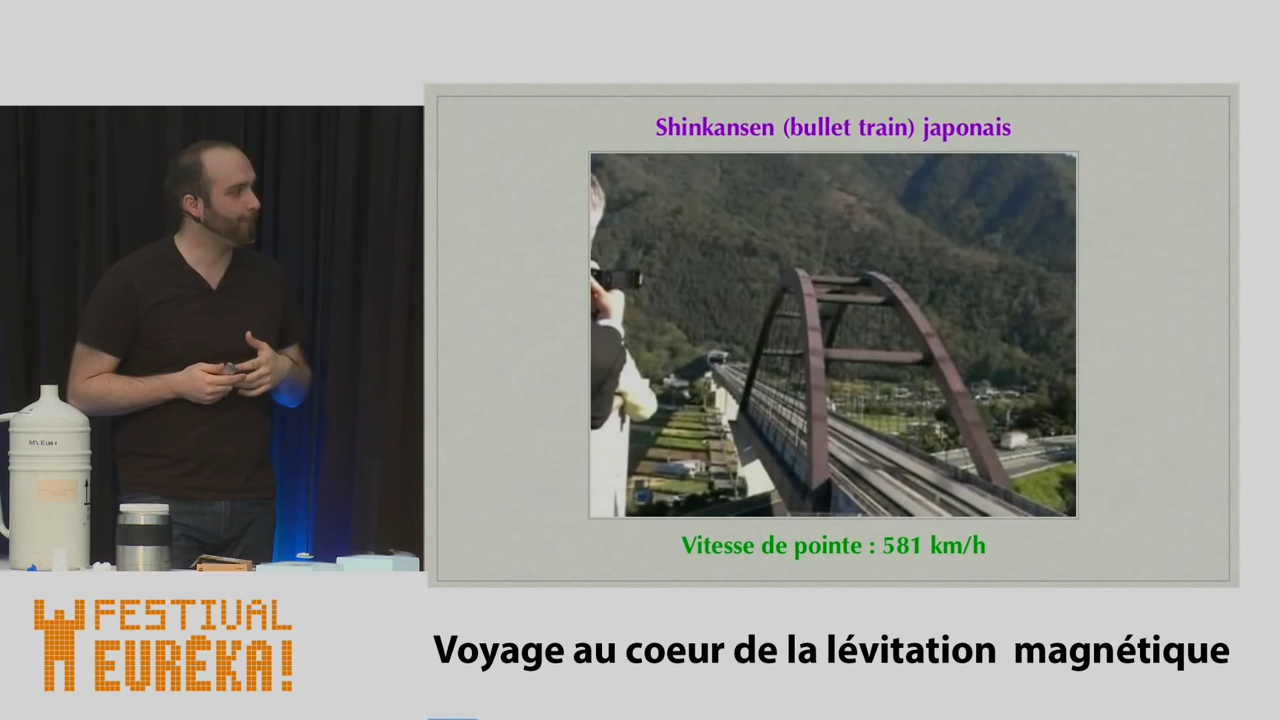 Shinkansen (bullet train) japonais
Vitesse de pointe : 581 km/h
FESTIVAL
EURÊKA!
Voyage au coeur de la lévitation magnétique